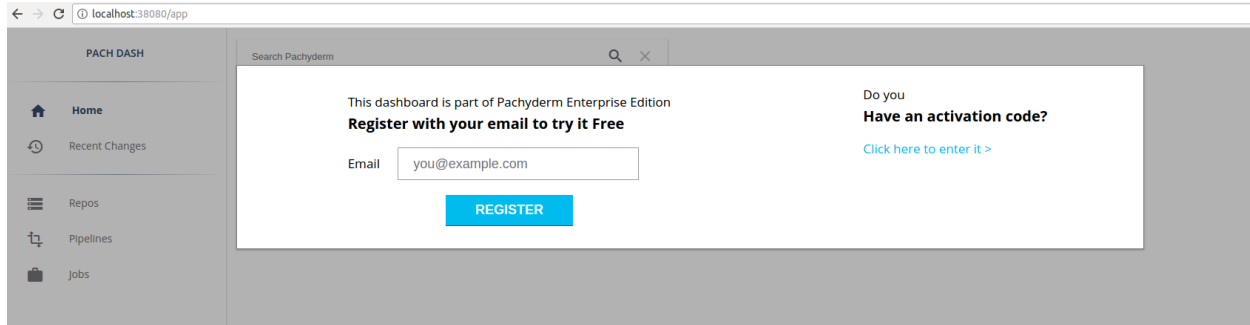 localhost:38080/app
PACH DASH
Search Pachyderm
Home
Recent Changes
Repos
Pipelines
Jobs
This dashboard is part of Pachyderm Enterprise Edition
Register with your email to try it Free
Email you@example.com
REGISTER
Do you
Have an activation code?
Click here to enter it >